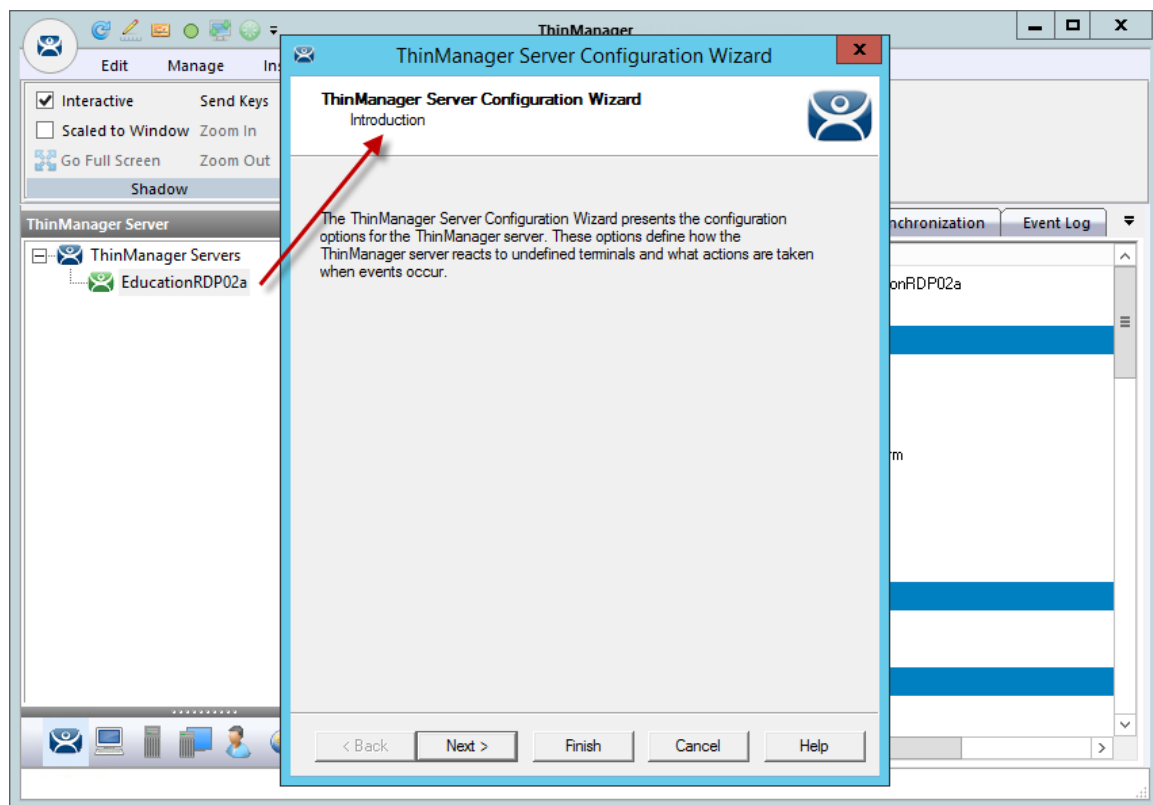 ThinManager
ThinManager Server Configuration Wizard
x
X
Edit Manage In
Interactive Send Keys
Scaled to Window Zoom In
Go Full Screen Zoom Out
Shadow
ThinManager Server Configuration Wizard
Introduction
ThinManager Server
nchronization Event Log
ThinManager Servers
EducationRDP02a
The ThinManager Server Configuration Wizard presents the configuration
options for the ThinManager server. These options define how the
ThinManager server reacts to undefined terminals and what actions are taken
when events occur.
onRDP02a
rm
< Back Next > Finish Cancel Help